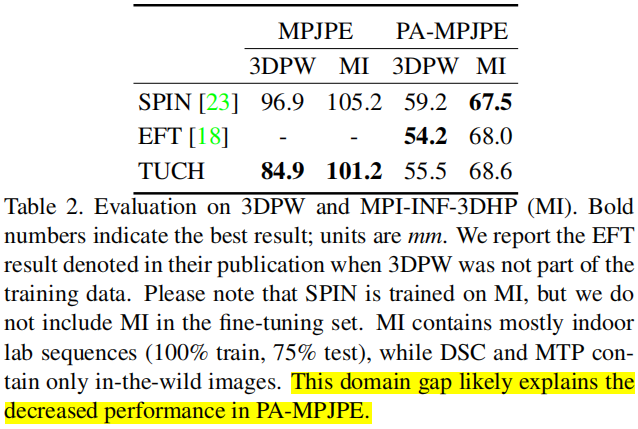 MPJPE PA-MPJPE
3DPW MI 3DPW MI
SPIN [23] 96.9 105.2 59.2 67.5
EFT [18] - - 54.2 68.0
TUCH 84.9 101.2 55.5 68.6
Table 2. Evaluation on 3DPW and MPI-INF-3DHP (MI). Bold
numbers indicate the best result; units are mm. We report the EFT
result denoted in their publication when 3DPW was not part of the
training data. Please note that SPIN is trained on MI, but we do
not include MI in the fine-tuning set. MI contains mostly indoor
lab sequences (100% train, 75% test), while DSC and MTP con-
tain only in-the-wild images. This domain gap likely explains the
decreased performance in PA-MPJPE.